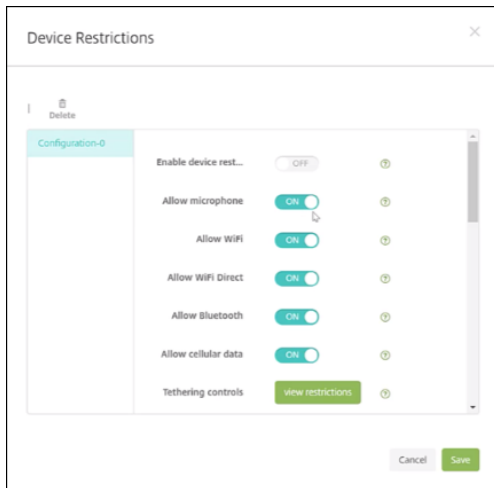 Device Restrictions
Delete
Configuration-0
Enable device rest... OFF
Allow microphone ON
Allow WiFi ON
Allow WiFi Direct ON
Allow Bluetooth ON
Allow cellular data ON
Tethering controls view restrictions
Cancel Save